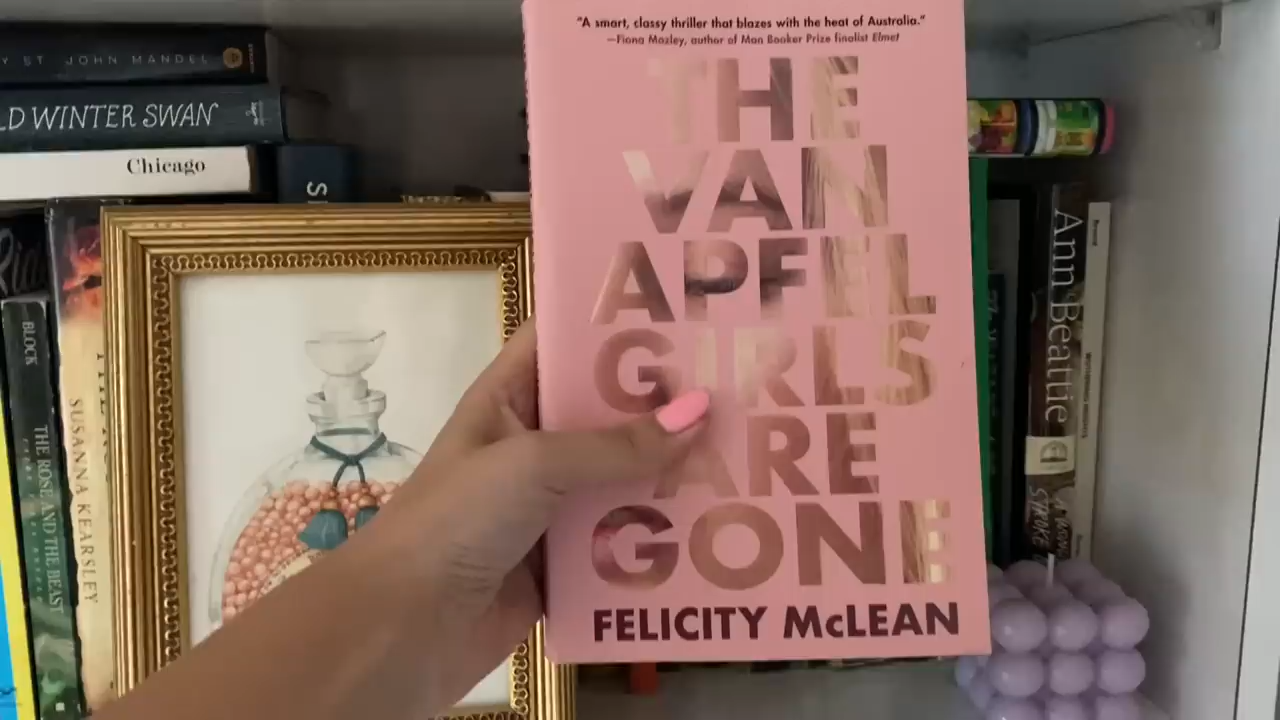 "A smart, classy thriller that blazes with the heat of Australia."
—Fiona Mozley, author of Man Booker Prize finalist Elmet
THE
VAN
APFEL
GIRLS
ARE
GONE
FELICITY McLEAN
Y ST. JOHN MANDEL
LD WINTER SWAN
Chicago
S
BLOCK
THE ROSE AND THE BEAST
SUSANNA KEARSLEY
Ann Beattie